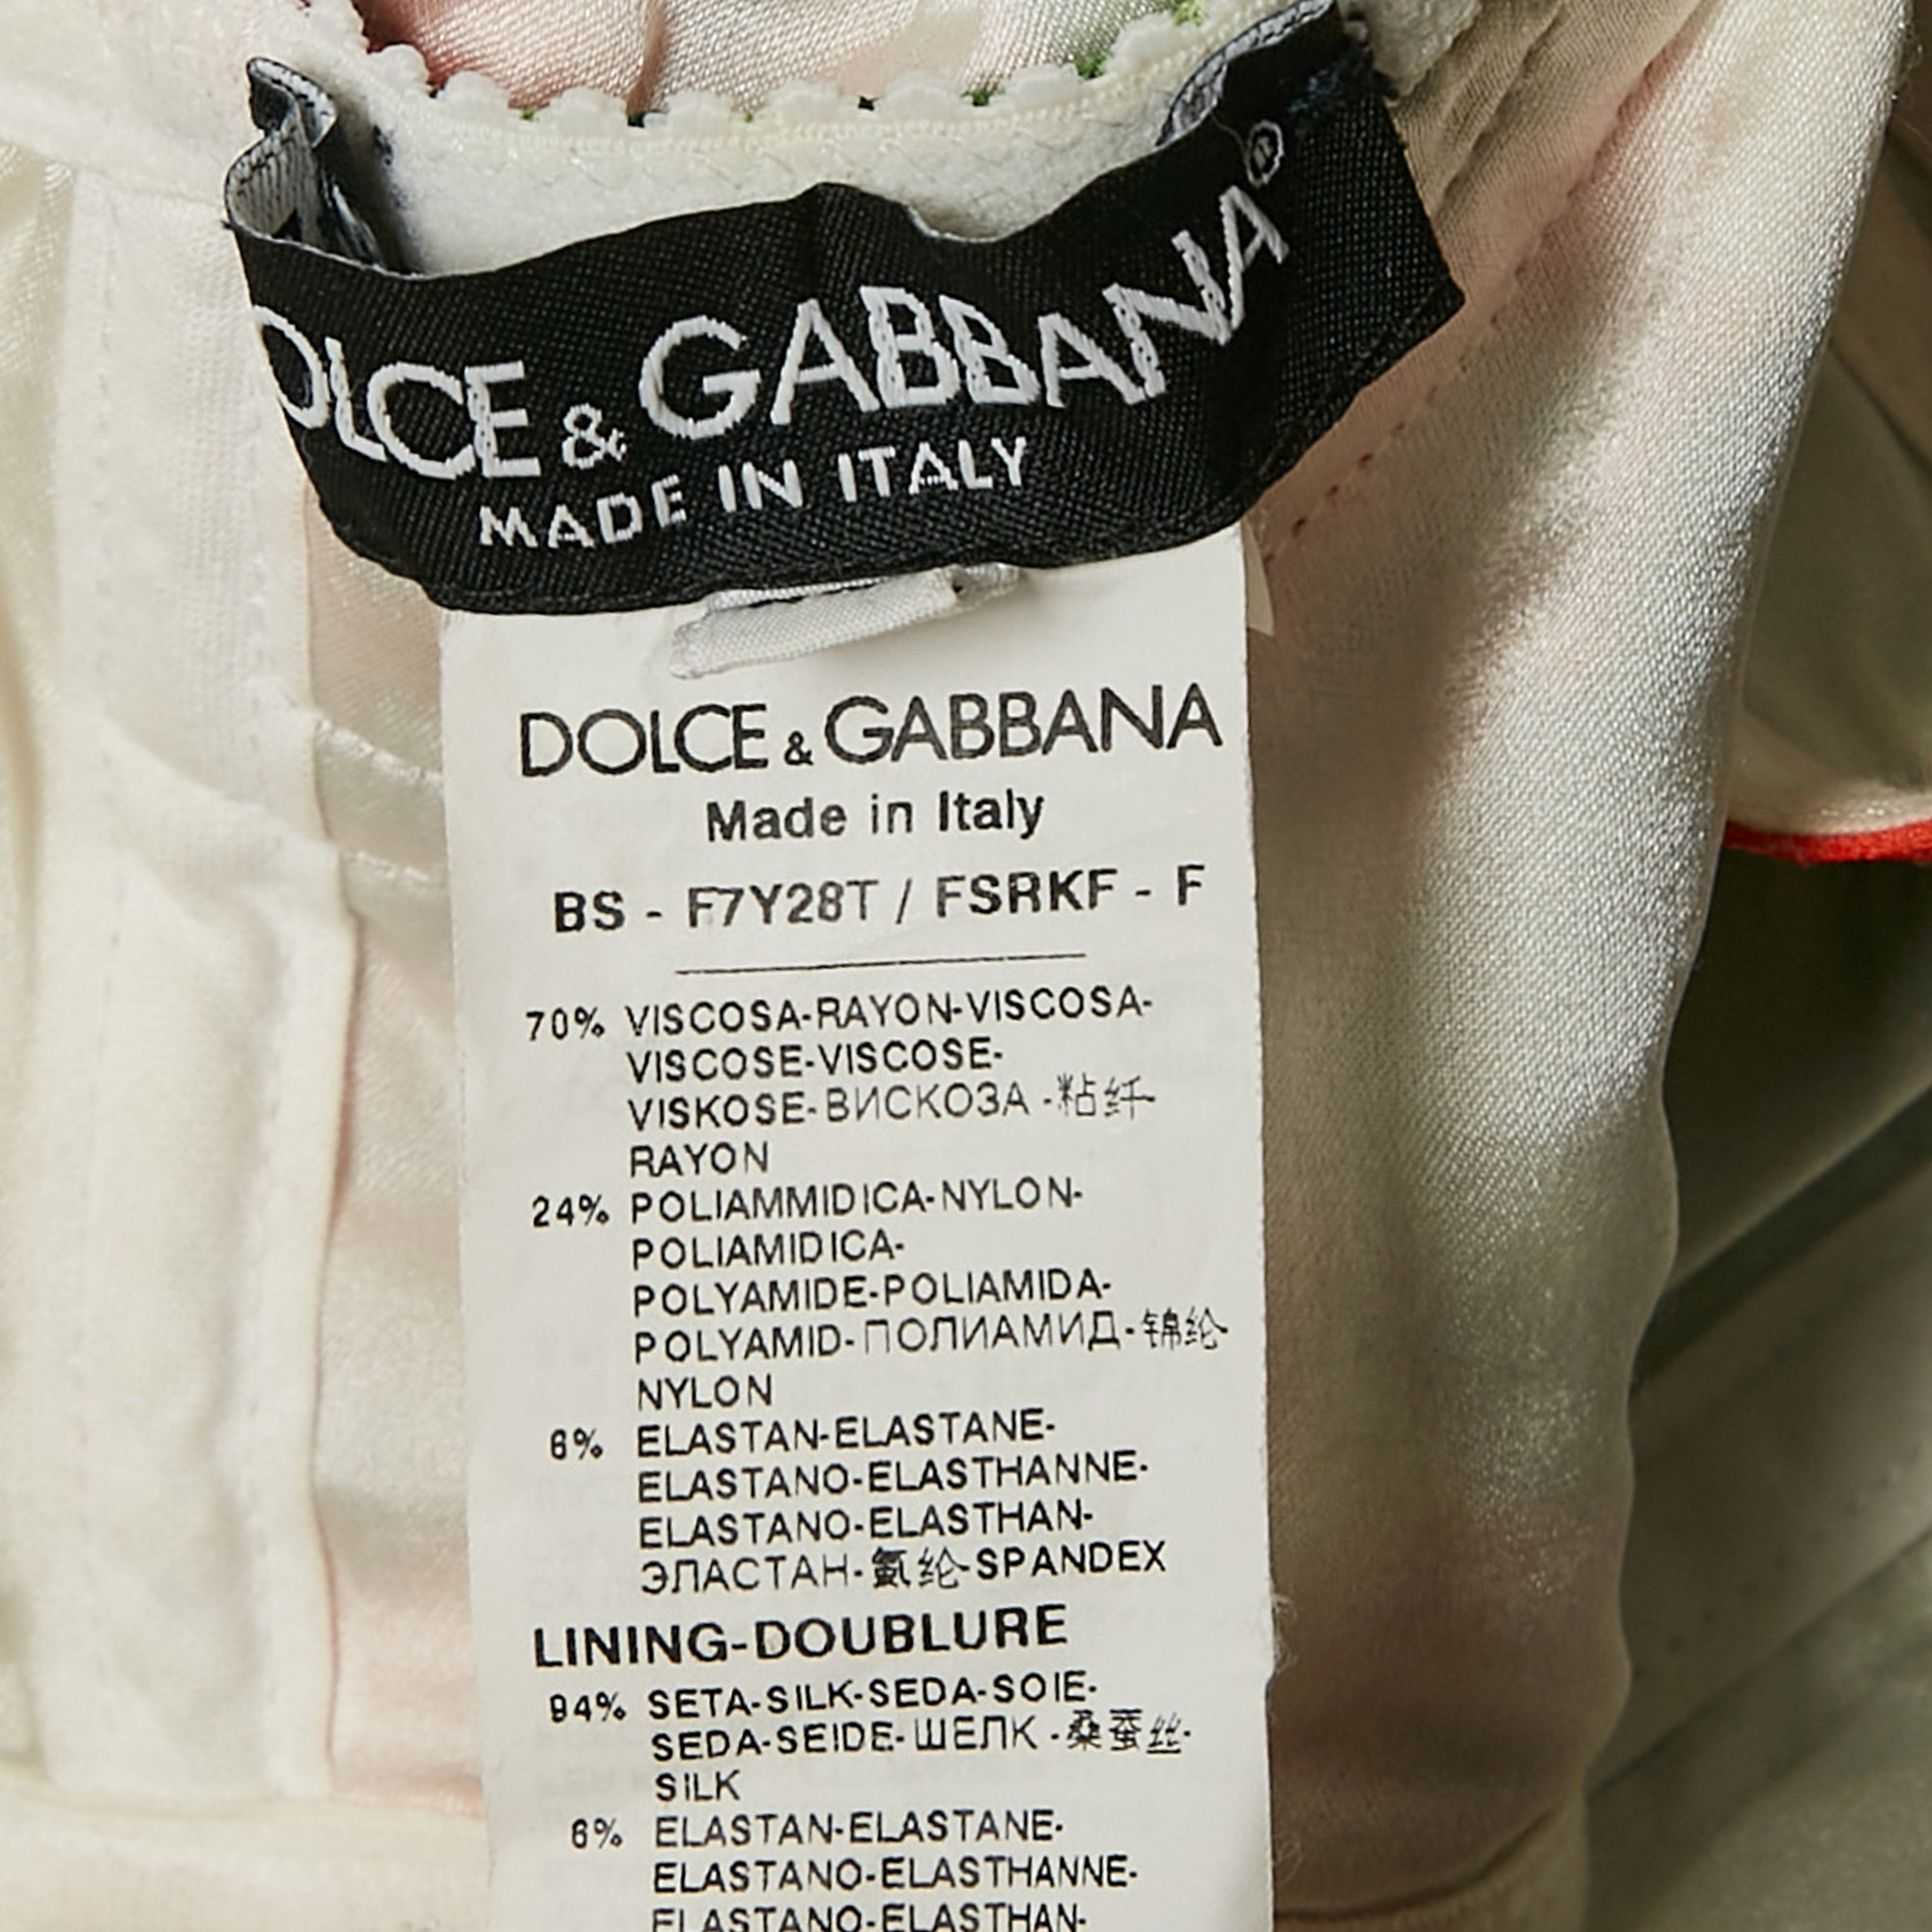 DOLCE & GABBANA
MADE IN ITALY
DOLCE & GABBANA
Made in Italy
BS - F7Y28T / FSRKF - F
70% VISCOSA-RAYON-VISCOSA-
VISCOSE-VISCOSE-
VISKOSE-ВИСКОЗА -粘纤-
RAYON
24% POLIAMMIDICA-NYLON-
POLIAMIDICA-
POLYAMIDE-POLIAMIDA-
POLYAMID-ПОЛИАМИД-锦纶-
NYLON
6% ELASTAN-ELASTANE-
ELASTANO-ELASTHANNE-
ELASTANO-ELASTHAN-
ЭЛАСТАН-氨纶-SPANDEX
LINING-DOUBLURE
94% SETA-SILK-SEDA-SOIE-
SEDA-SEIDE-ШЕЛК -桑蚕丝-
SILK
6% ELASTAN-ELASTANE-
ELASTANO-ELASTHANNE-
ELASTANO-ELASTHAN-